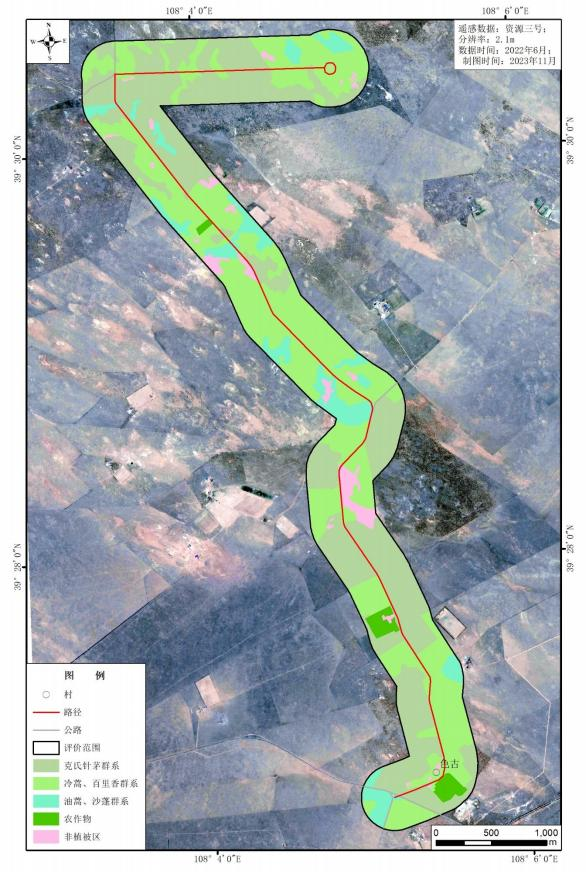 108° 4′0″E
108° 6′0″E
N
W
E
S
遥感数据：资源三号；
分辨率：2.1m
数据时间：2022年6月；
制图时间：2023年11月
39° 30′0″N
39° 30′0″N
39° 28′0″N
39° 28′0″N
色古
图 例
村
路径
公路
评价范围
克氏针茅群系
冷蒿、百里香群系
油蒿、沙蓬群系
农作物
非植被区
0 500 1,000
m
108° 4′0″E
108° 6′0″E